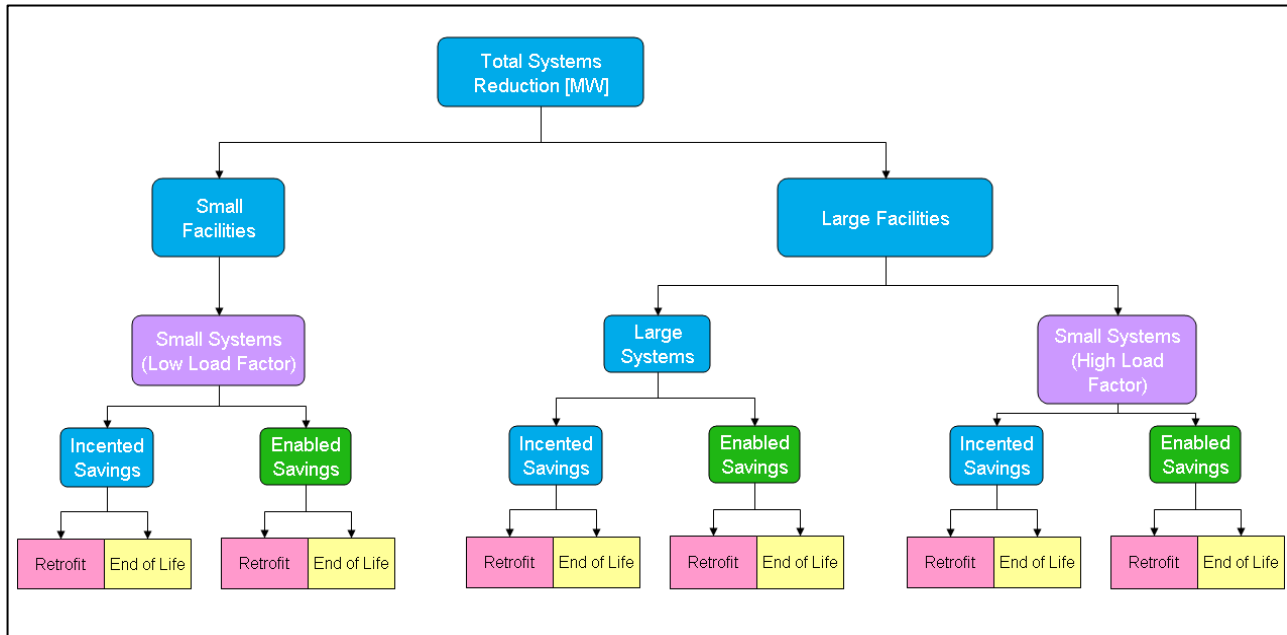 Total Systems
Reduction [MW]
Small
Facilities
Large Facilities
Small Systems
(Low Load Factor)
Large
Systems
Small Systems
(High Load
Factor)
Incented
Savings
Enabled
Savings
Incented
Savings
Enabled
Savings
Incented
Savings
Enabled
Savings
Retrofit
End of Life
Retrofit
End of Life
Retrofit
End of Life
Retrofit
End of Life
Retrofit
End of Life
Retrofit
End of Life